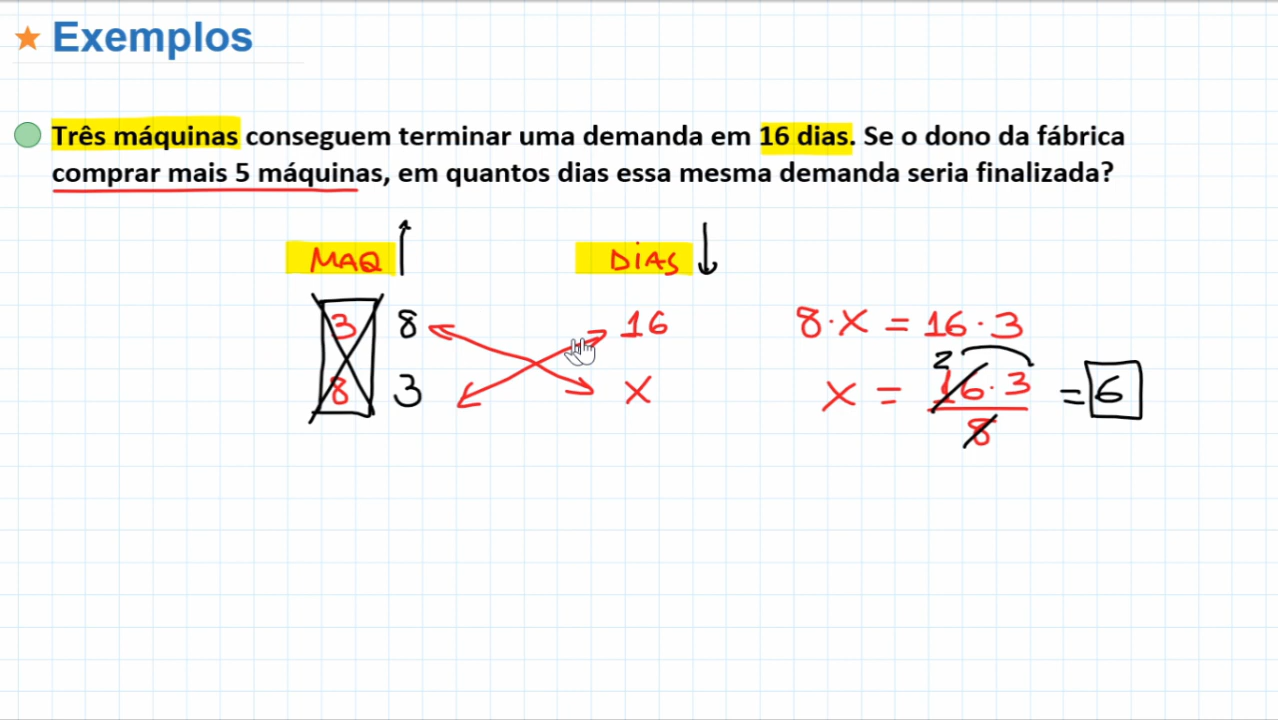 Exemplos
Três máquinas conseguem terminar uma demanda em 16 dias. Se o dono da fábrica
comprar mais 5 máquinas, em quantos dias essa mesma demanda seria finalizada?
MAQ DIAS
3 8 16 8·X = 16·3
8 3 X X = 16·3 = 6
2
8